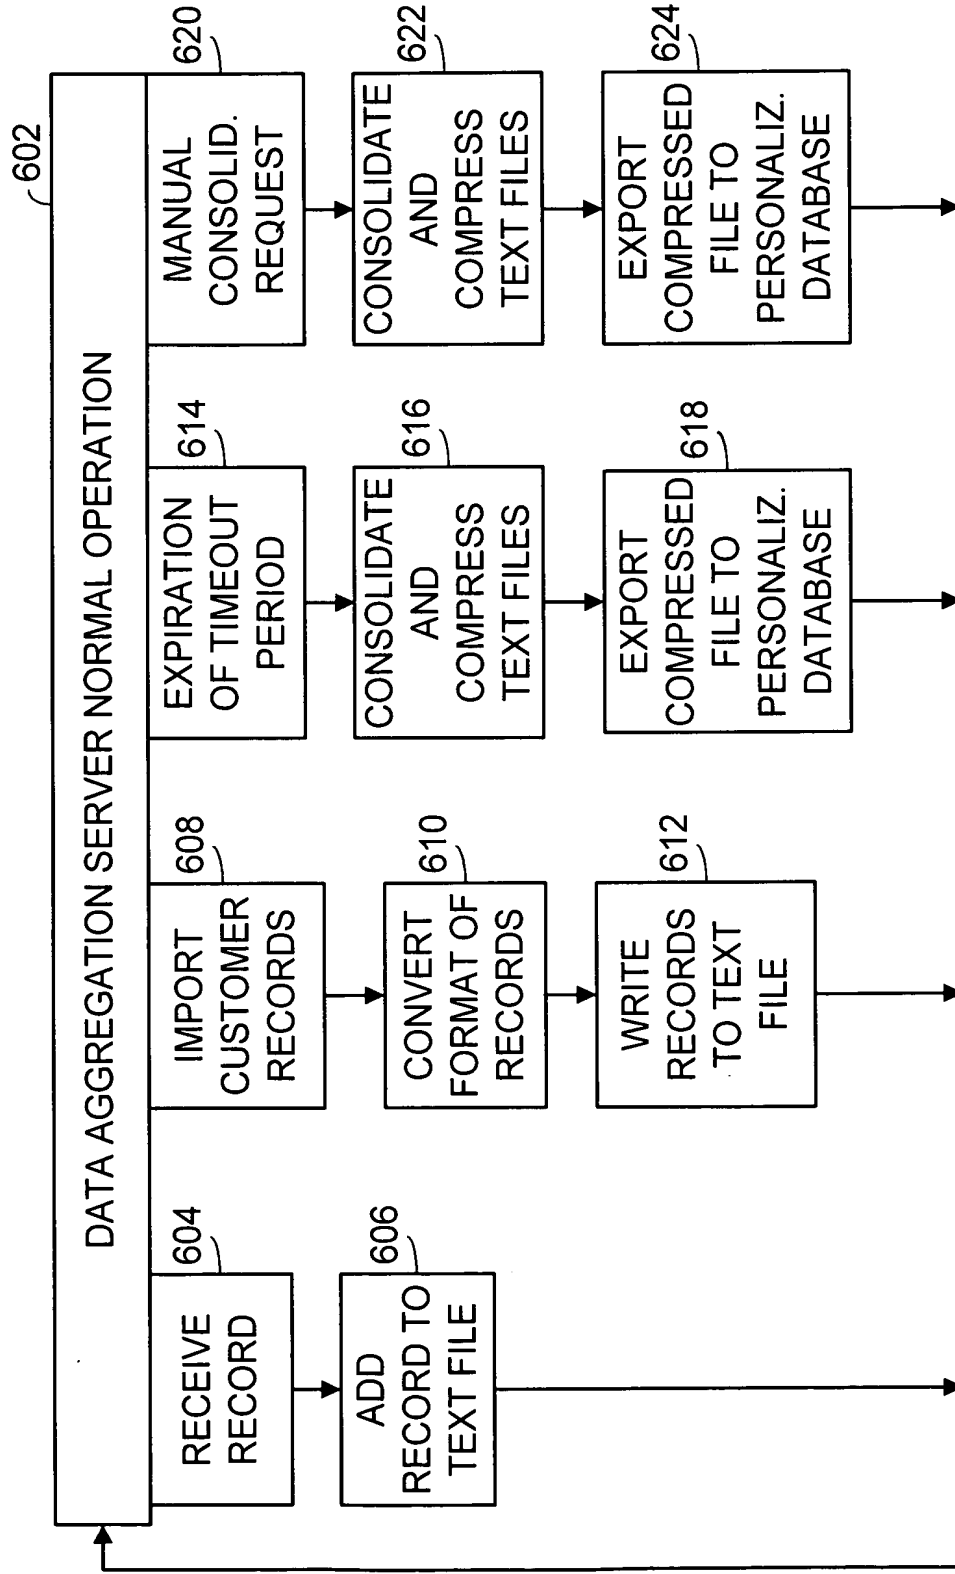 602
DATA AGGREGATION SERVER NORMAL OPERATION
604
RECEIVE
RECORD
606
ADD
RECORD TO
TEXT FILE
608
IMPORT
CUSTOMER
RECORDS
610
CONVERT
FORMAT OF
RECORDS
612
WRITE
RECORDS
TO TEXT
FILE
614
EXPIRATION
OF TIMEOUT
PERIOD
616
CONSOLIDATE
AND
COMPRESS
TEXT FILES
618
EXPORT
COMPRESSED
FILE TO
PERSONALIZ.
DATABASE
620
MANUAL
CONSOLID.
REQUEST
622
CONSOLIDATE
AND
COMPRESS
TEXT FILES
624
EXPORT
COMPRESSED
FILE TO
PERSONALIZ.
DATABASE